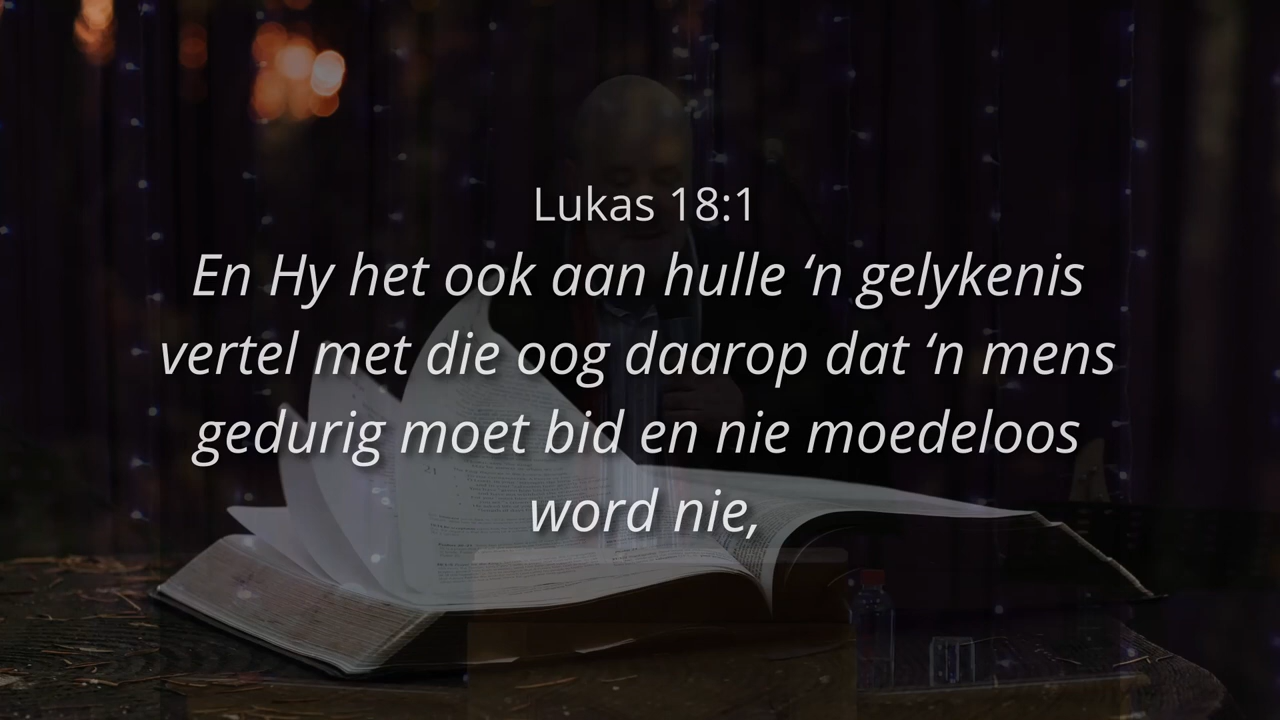 Lukas 18:1
En Hy het ook aan hulle ‘n gelykenis
vertel met die oog daarop dat ‘n mens
gedurig moet bid en nie moedeloos
word nie,